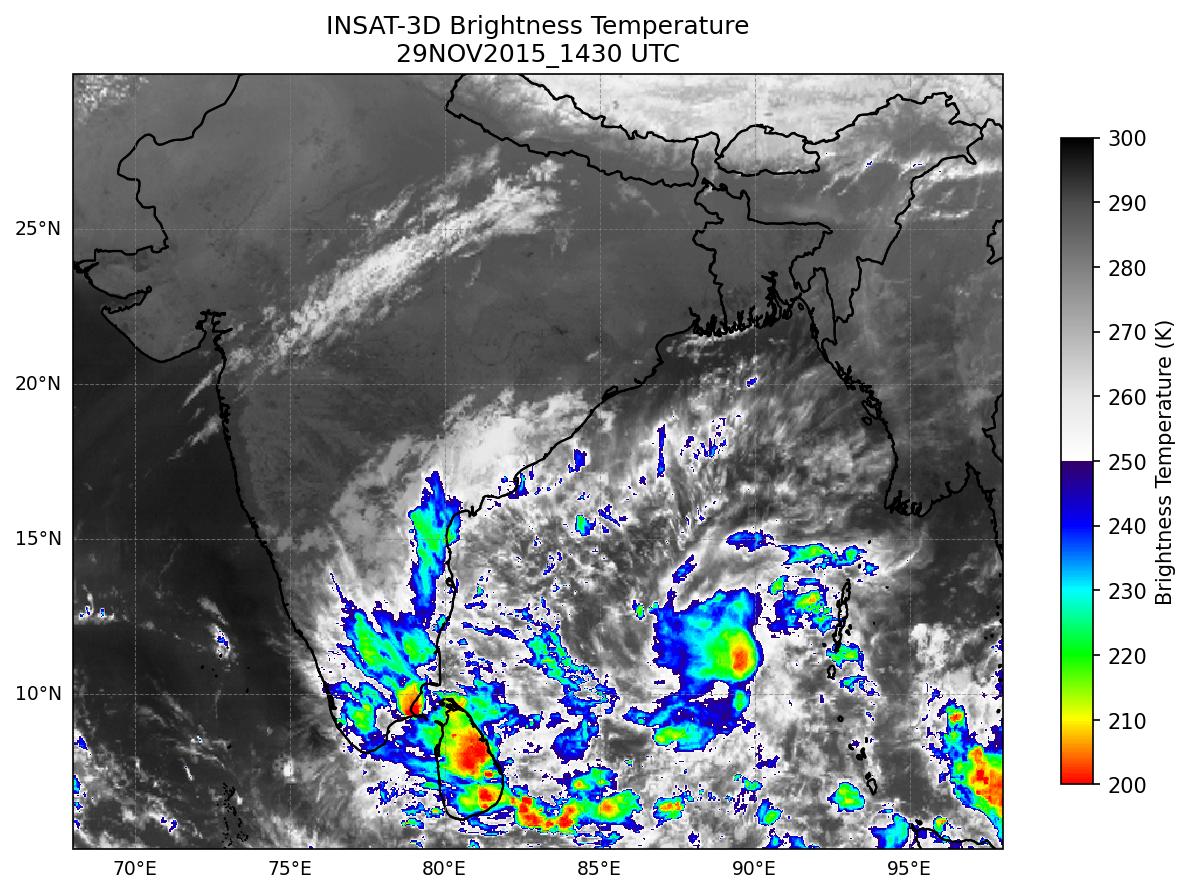 INSAT-3D Brightness Temperature
29NOV2015_1430 UTC
25°N
20°N
15°N
10°N
70°E
75°E
80°E
85°E
90°E
95°E
300
290
280
270
260
250
240
230
220
210
200
Brightness Temperature (K)